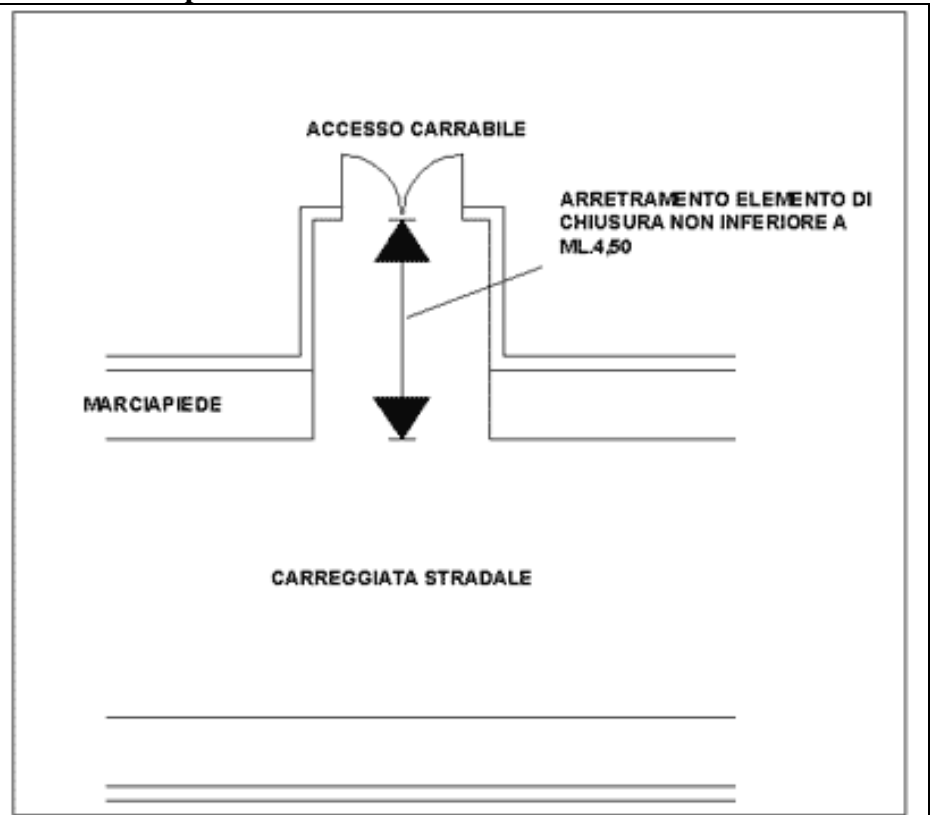 ACCESSO CARRABILE
ARRETRAMENTO ELEMENTO DI
CHIUSURA NON INFERIORE A
ML.4,50
MARCIAPIEDE
CARREGGIATA STRADALE